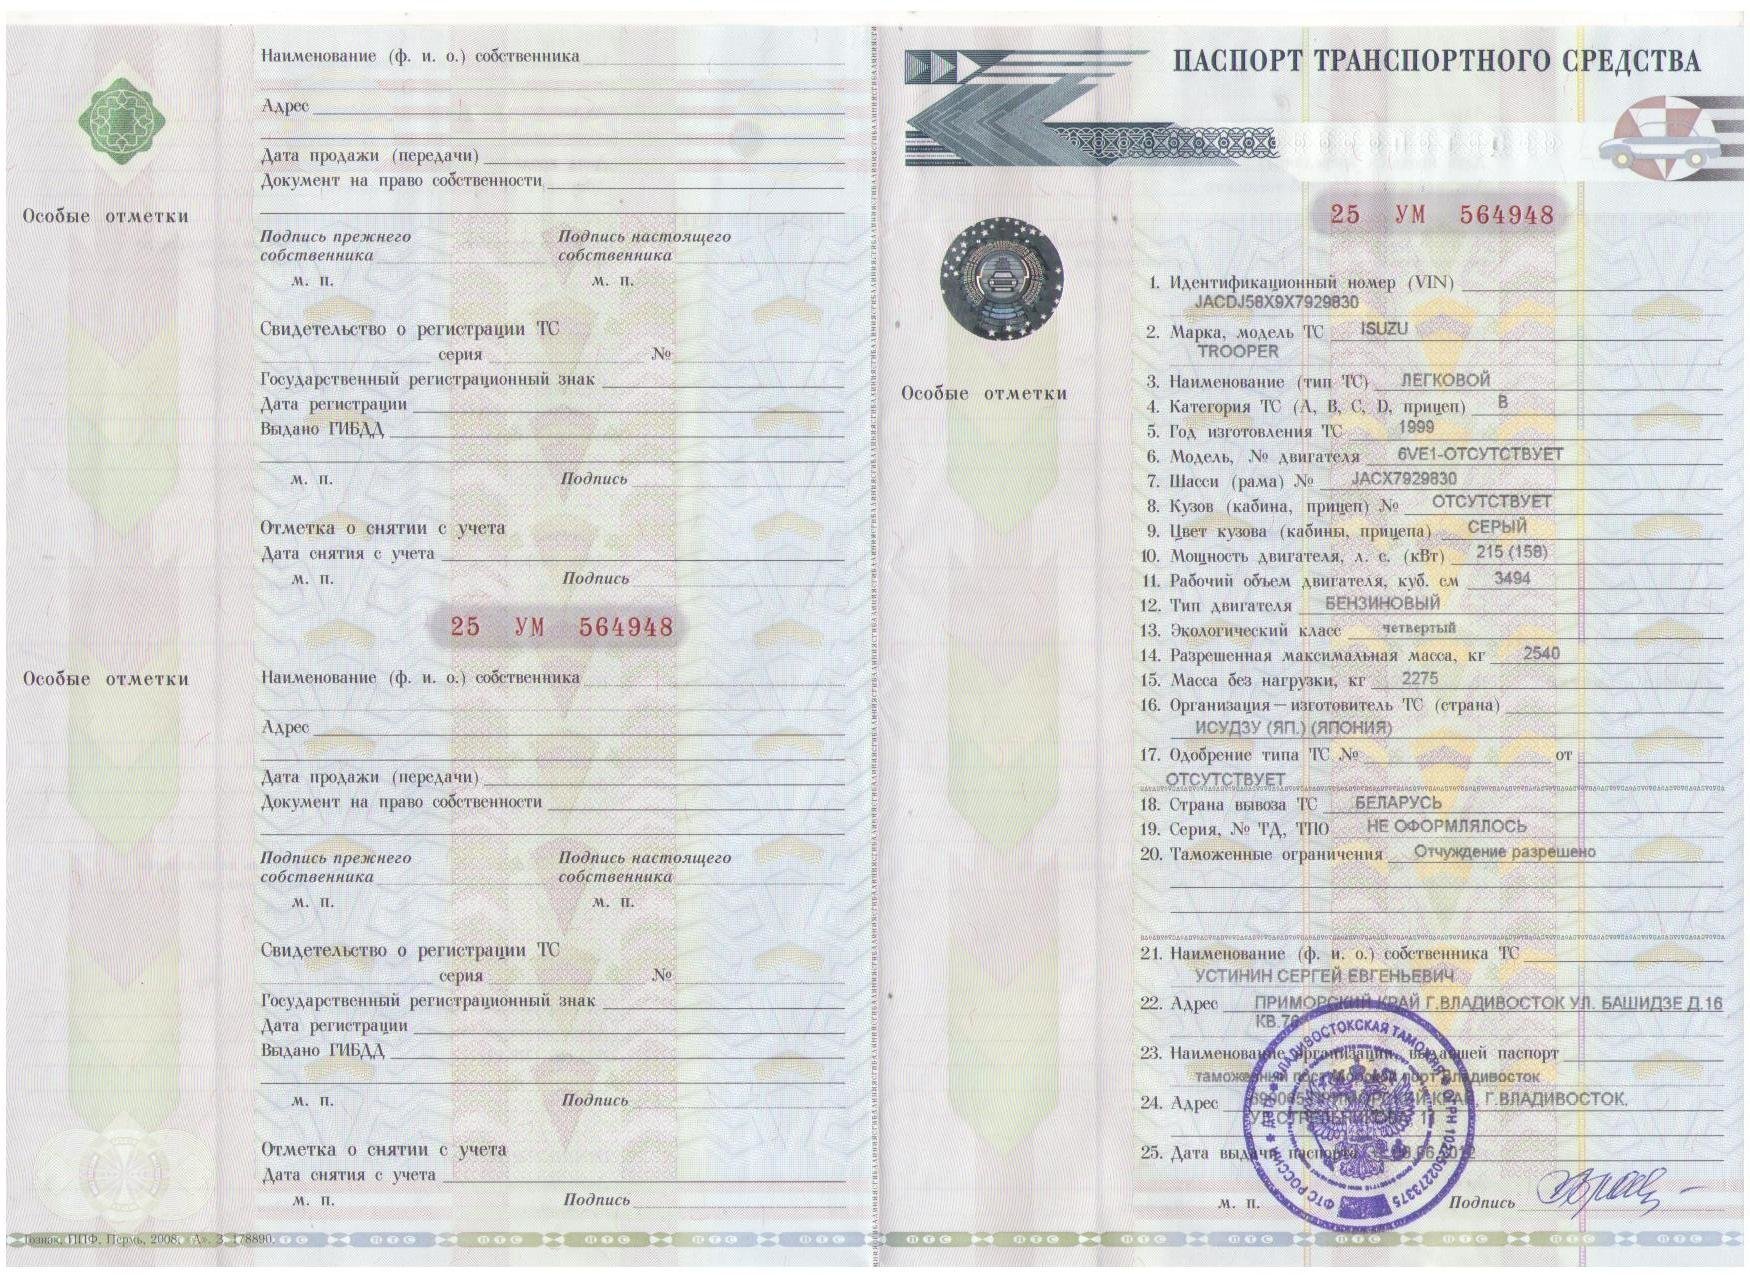 Наименование (ф. и. о.) собственника
Адрес
Дата продажи (передачи)
Документ на право собственности
Особые отметки
Подпись прежнего собственника
Подпись настоящего собственника
м. п.
м. п.
Свидетельство о регистрации ТС
серия №
Государственный регистрационный знак
Дата регистрации
Выдано ГИБДД
м. п. Подпись
Отметка о снятии с учета
Дата снятия с учета
м. п. Подпись
25 УМ 564948
Особые отметки
Наименование (ф. и. о.) собственника
Адрес
Дата продажи (передачи)
Документ на право собственности
Подпись прежнего собственника
Подпись настоящего собственника
м. п.
м. п.
Свидетельство о регистрации ТС
серия №
Государственный регистрационный знак
Дата регистрации
Выдано ГИБДД
м. п. Подпись
Отметка о снятии с учета
Дата снятия с учета
м. п. Подпись
Гознак, ППФ, Пермь, 2008, «А». З. 178890.
ПАСПОРТ ТРАНСПОРТНОГО СРЕДСТВА
25 УМ 564948
Особые отметки
1. Идентификационный номер (VIN)
JACDJ58X9X7929830
2. Марка, модель ТС ISUZU
TROOPER
3. Наименование (тип ТС) ЛЕГКОВОЙ
4. Категория ТС (A, B, C, D, прицеп) B
5. Год изготовления ТС 1999
6. Модель, № двигателя 6VE1-ОТСУТСТВУЕТ
7. Шасси (рама) № JACX7929830
8. Кузов (кабина, прицеп) № ОТСУТСТВУЕТ
9. Цвет кузова (кабины, прицепа) СЕРЫЙ
10. Мощность двигателя, л. с. (кВт) 215 (158)
11. Рабочий объем двигателя, куб. см 3494
12. Тип двигателя БЕНЗИНОВЫЙ
13. Экологический класс четвертый
14. Разрешенная максимальная масса, кг 2540
15. Масса без нагрузки, кг 2275
16. Организация—изготовитель ТС (страна)
ИСУДЗУ (ЯП.) (ЯПОНИЯ)
17. Одобрение типа ТС № от
ОТСУТСТВУЕТ
18. Страна вывоза ТС БЕЛАРУСЬ
19. Серия, № ТД, ТПО НЕ ОФОРМЛЯЛОСЬ
20. Таможенные ограничения Отчуждение разрешено
21. Наименование (ф. и. о.) собственника ТС
УСТИНИН СЕРГЕЙ ЕВГЕНЬЕВИЧ
22. Адрес ПРИМОРСКИЙ КРАЙ Г.ВЛАДИВОСТОК УЛ. БАШИДЗЕ Д.16
КВ.
23. Наименование организации, выдавшей паспорт
таможенный пост Морской порт Владивосток
24. Адрес 690065 ПРИМОРСКИЙ КРАЙ, Г.ВЛАДИВОСТОК,
УЛ.СТРЕЛЬНИКОВА,
25. Дата выдачи паспорта
м. п. Подпись
ФТС РОССИИ ВЛАДИВОСТОКСКАЯ ТАМОЖНЯ ОГРН 1022502273375